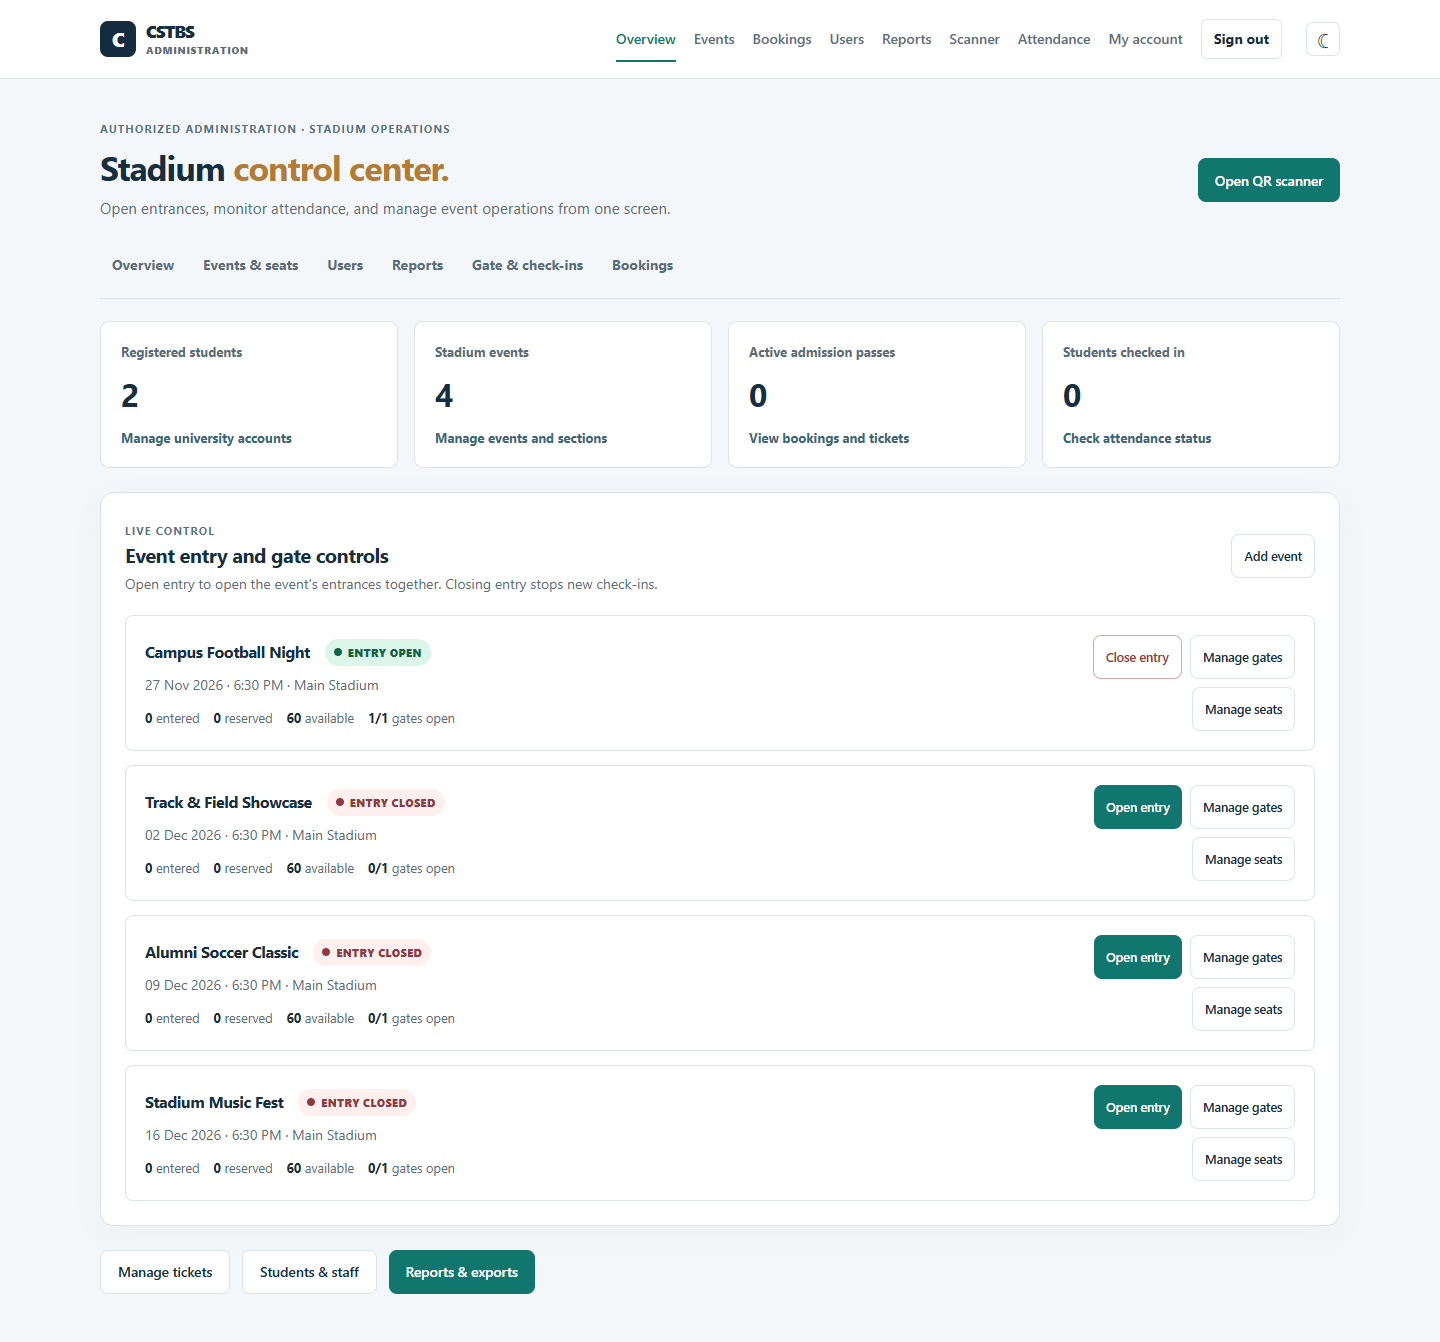 C
CSTBS
ADMINISTRATION
Overview Events Bookings Users Reports Scanner Attendance My account Sign out
AUTHORIZED ADMINISTRATION · STADIUM OPERATIONS
Stadium control center.
Open entrances, monitor attendance, and manage event operations from one screen.
Open QR scanner
Overview Events & seats Users Reports Gate & check-ins Bookings
Registered students
2
Manage university accounts
Stadium events
4
Manage events and sections
Active admission passes
0
View bookings and tickets
Students checked in
0
Check attendance status
LIVE CONTROL
Event entry and gate controls
Open entry to open the event's entrances together. Closing entry stops new check-ins.
Add event
Campus Football Night ENTRY OPEN
27 Nov 2026 · 6:30 PM · Main Stadium
0 entered 0 reserved 60 available 1/1 gates open
Close entry Manage gates
Manage seats
Track & Field Showcase ENTRY CLOSED
02 Dec 2026 · 6:30 PM · Main Stadium
0 entered 0 reserved 60 available 0/1 gates open
Open entry Manage gates
Manage seats
Alumni Soccer Classic ENTRY CLOSED
09 Dec 2026 · 6:30 PM · Main Stadium
0 entered 0 reserved 60 available 0/1 gates open
Open entry Manage gates
Manage seats
Stadium Music Fest ENTRY CLOSED
16 Dec 2026 · 6:30 PM · Main Stadium
0 entered 0 reserved 60 available 0/1 gates open
Open entry Manage gates
Manage seats
Manage tickets Students & staff Reports & exports